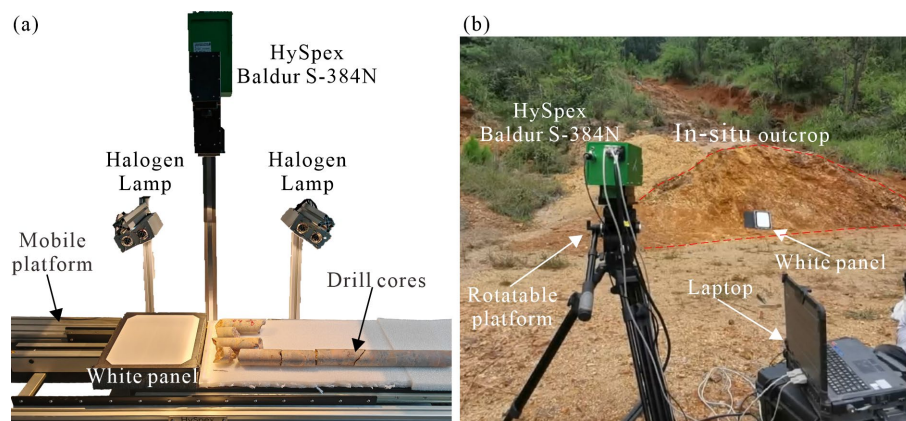 (a)
HySpex
Baldur S-384N
Halogen
Lamp
Halogen
Lamp
Mobile
platform
Drill cores
White panel
(b)
HySpex
Baldur S-384N
In-situ outcrop
White panel
Rotatable
platform
Laptop